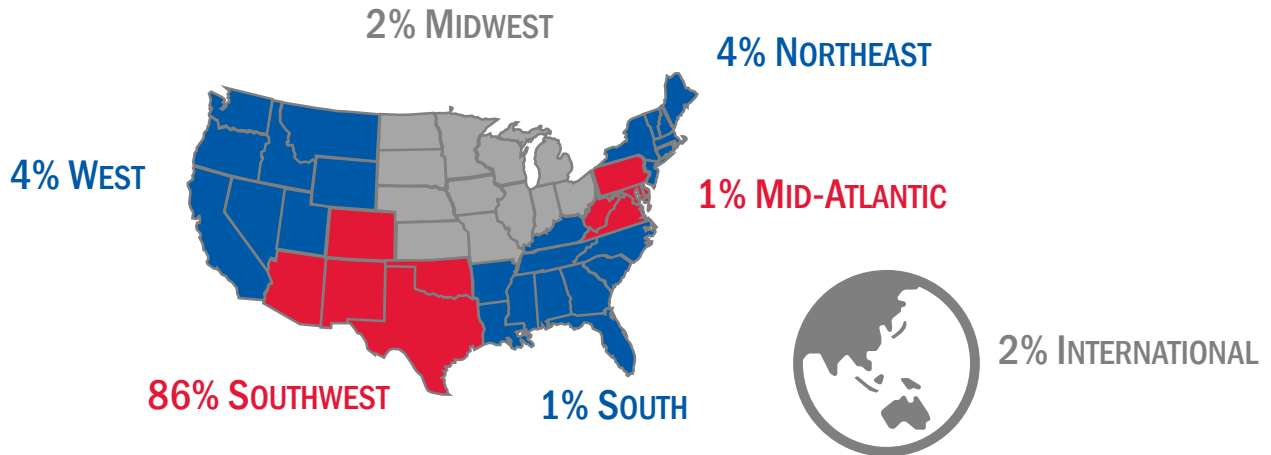 2% MIDWEST
4% NORTHEAST
4% WEST
1% MID-ATLANTIC
2% INTERNATIONAL
86% SOUTHWEST
1% SOUTH